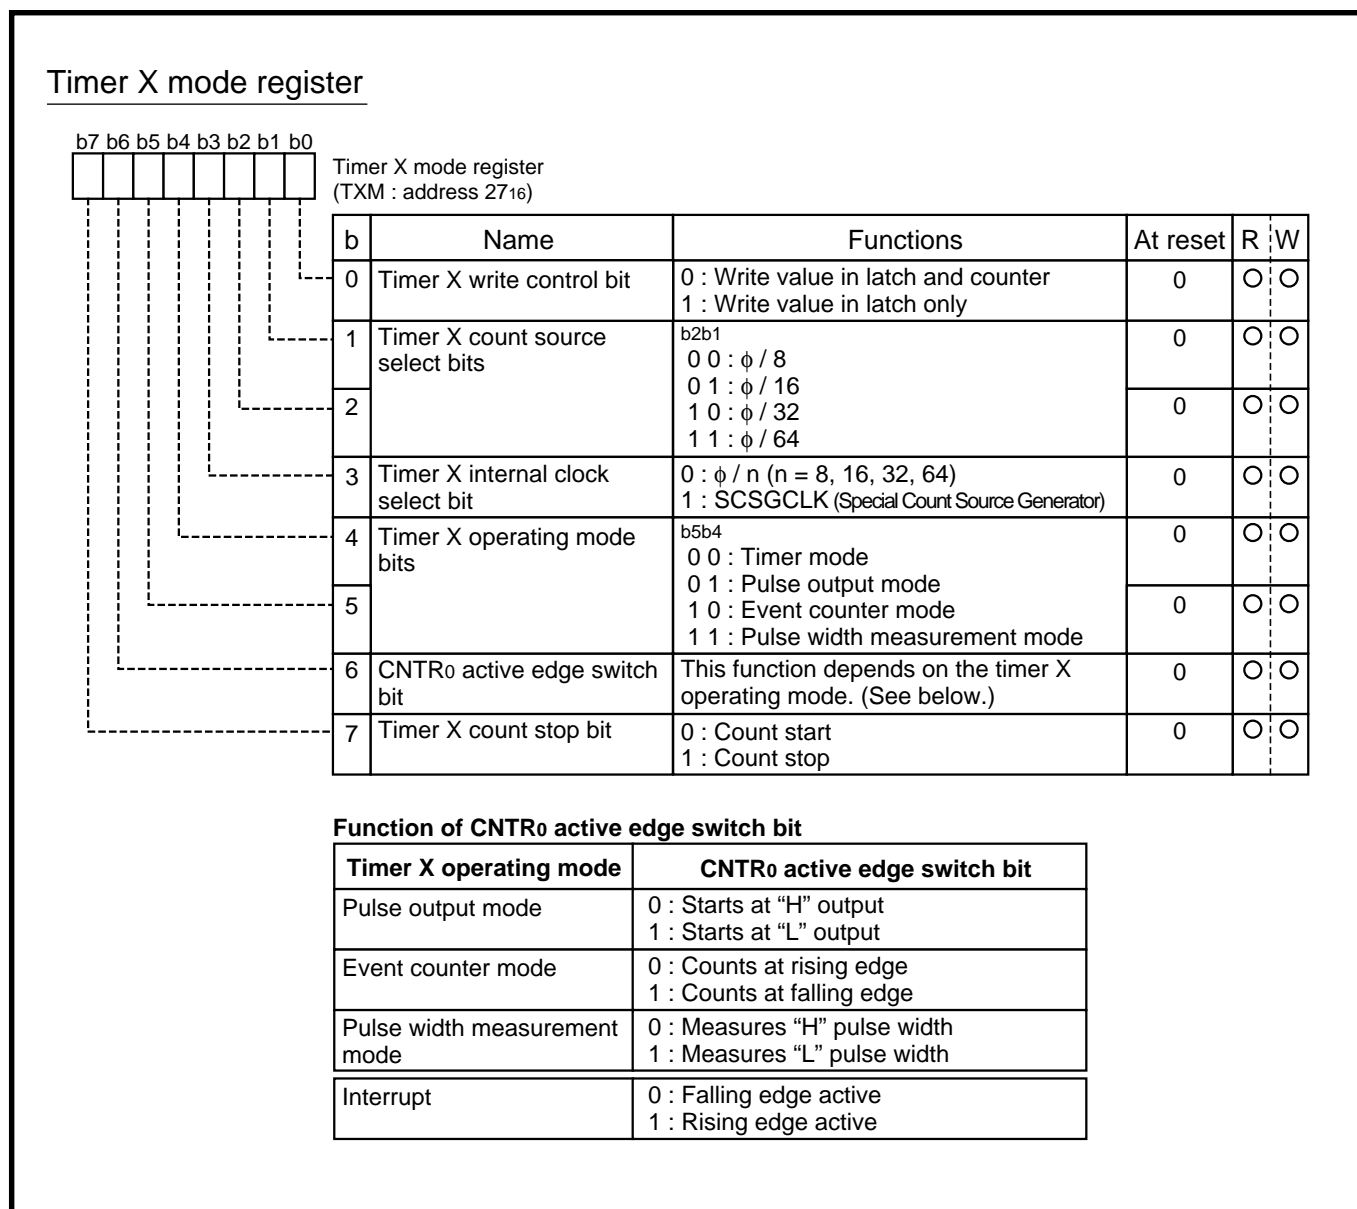 Timer X mode register
b7 b6 b5 b4 b3 b2 b1 b0
Timer X mode register
(TXM : address 2716)
b Name Functions At reset R W
0 Timer X write control bit 0 : Write value in latch and counter 0
1 : Write value in latch only
1 Timer X count source select bits b2b1 0
0 0 : ϕ / 8
0 1 : ϕ / 16
2 1 0 : ϕ / 32 0
1 1 : ϕ / 64
3 Timer X internal clock select bit 0 : ϕ / n (n = 8, 16, 32, 64) 0
1 : SCSGCLK (Special Count Source Generator)
4 Timer X operating mode bits b5b4 0
0 0 : Timer mode
0 1 : Pulse output mode
5 1 0 : Event counter mode 0
1 1 : Pulse width measurement mode
6 CNTR0 active edge switch bit This function depends on the timer X 0
operating mode. (See below.)
7 Timer X count stop bit 0 : Count start 0
1 : Count stop
Function of CNTR0 active edge switch bit
Timer X operating mode CNTR0 active edge switch bit
Pulse output mode 0 : Starts at “H” output
1 : Starts at “L” output
Event counter mode 0 : Counts at rising edge
1 : Counts at falling edge
Pulse width measurement mode 0 : Measures “H” pulse width
1 : Measures “L” pulse width
Interrupt 0 : Falling edge active
1 : Rising edge active